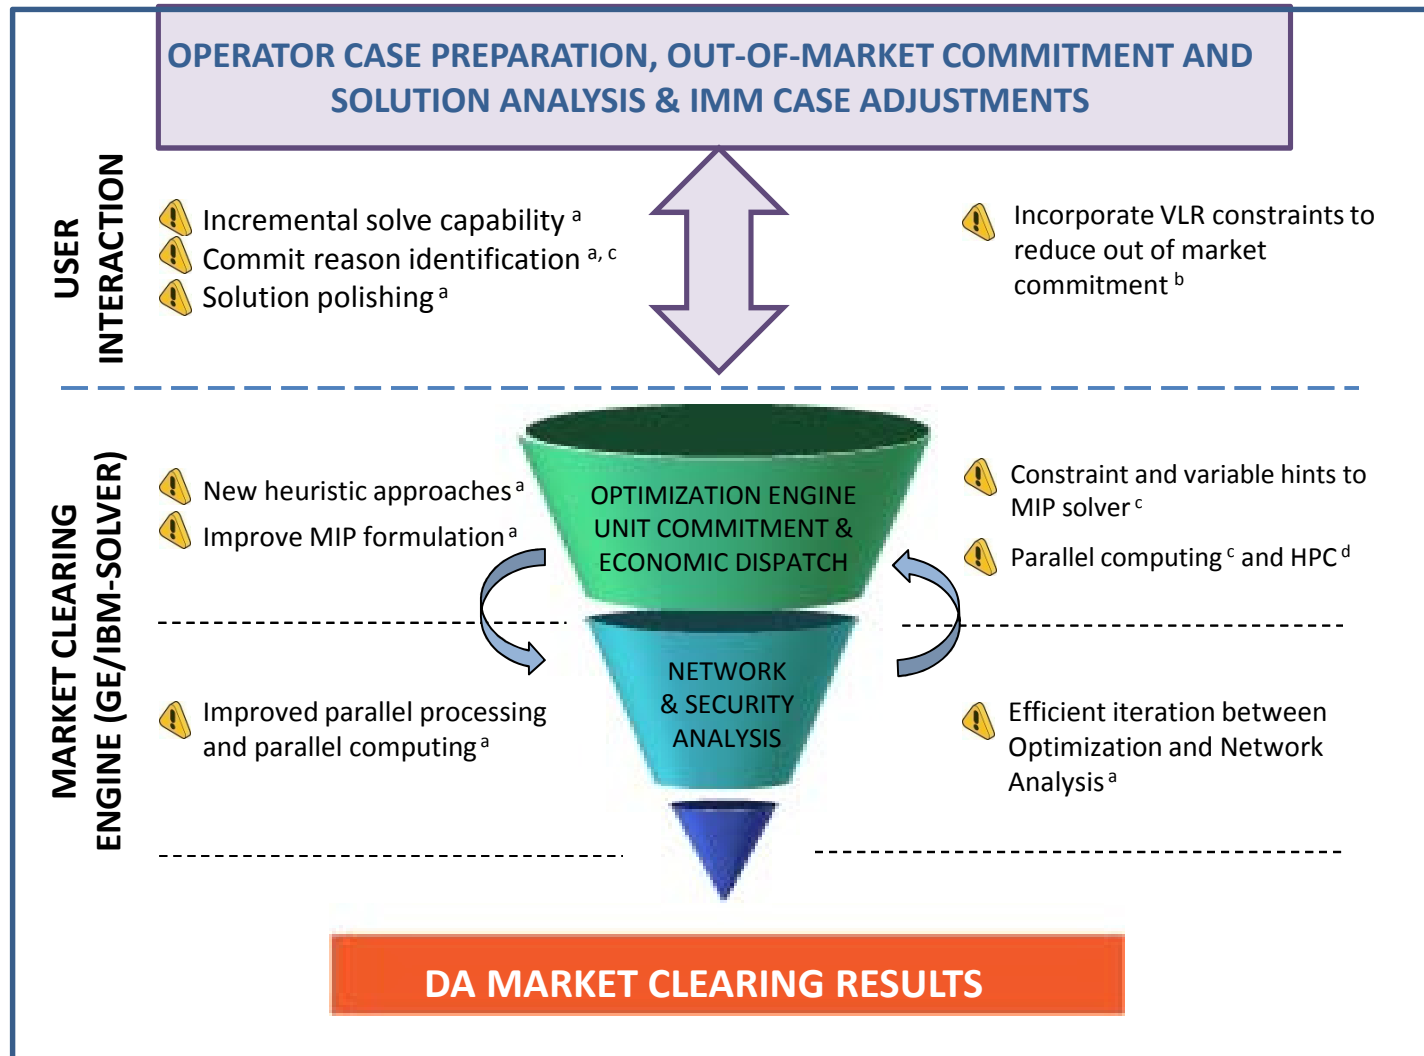 OPERATOR CASE PREPARATION, OUT-OF-MARKET COMMITMENT AND
SOLUTION ANALYSIS & IMM CASE ADJUSTMENTS
USER
INTERACTION
Incremental solve capability a
Commit reason identification a, c
Solution polishing a
Incorporate VLR constraints to
reduce out of market
commitment b
MARKET CLEARING
ENGINE (GE/IBM-SOLVER)
New heuristic approaches a
Improve MIP formulation a
OPTIMIZATION ENGINE
UNIT COMMITMENT &
ECONOMIC DISPATCH
Constraint and variable hints to
MIP solver c
Parallel computing c and HPC d
Improved parallel processing
and parallel computing a
NETWORK
& SECURITY
ANALYSIS
Efficient iteration between
Optimization and Network
Analysis a
DA MARKET CLEARING RESULTS